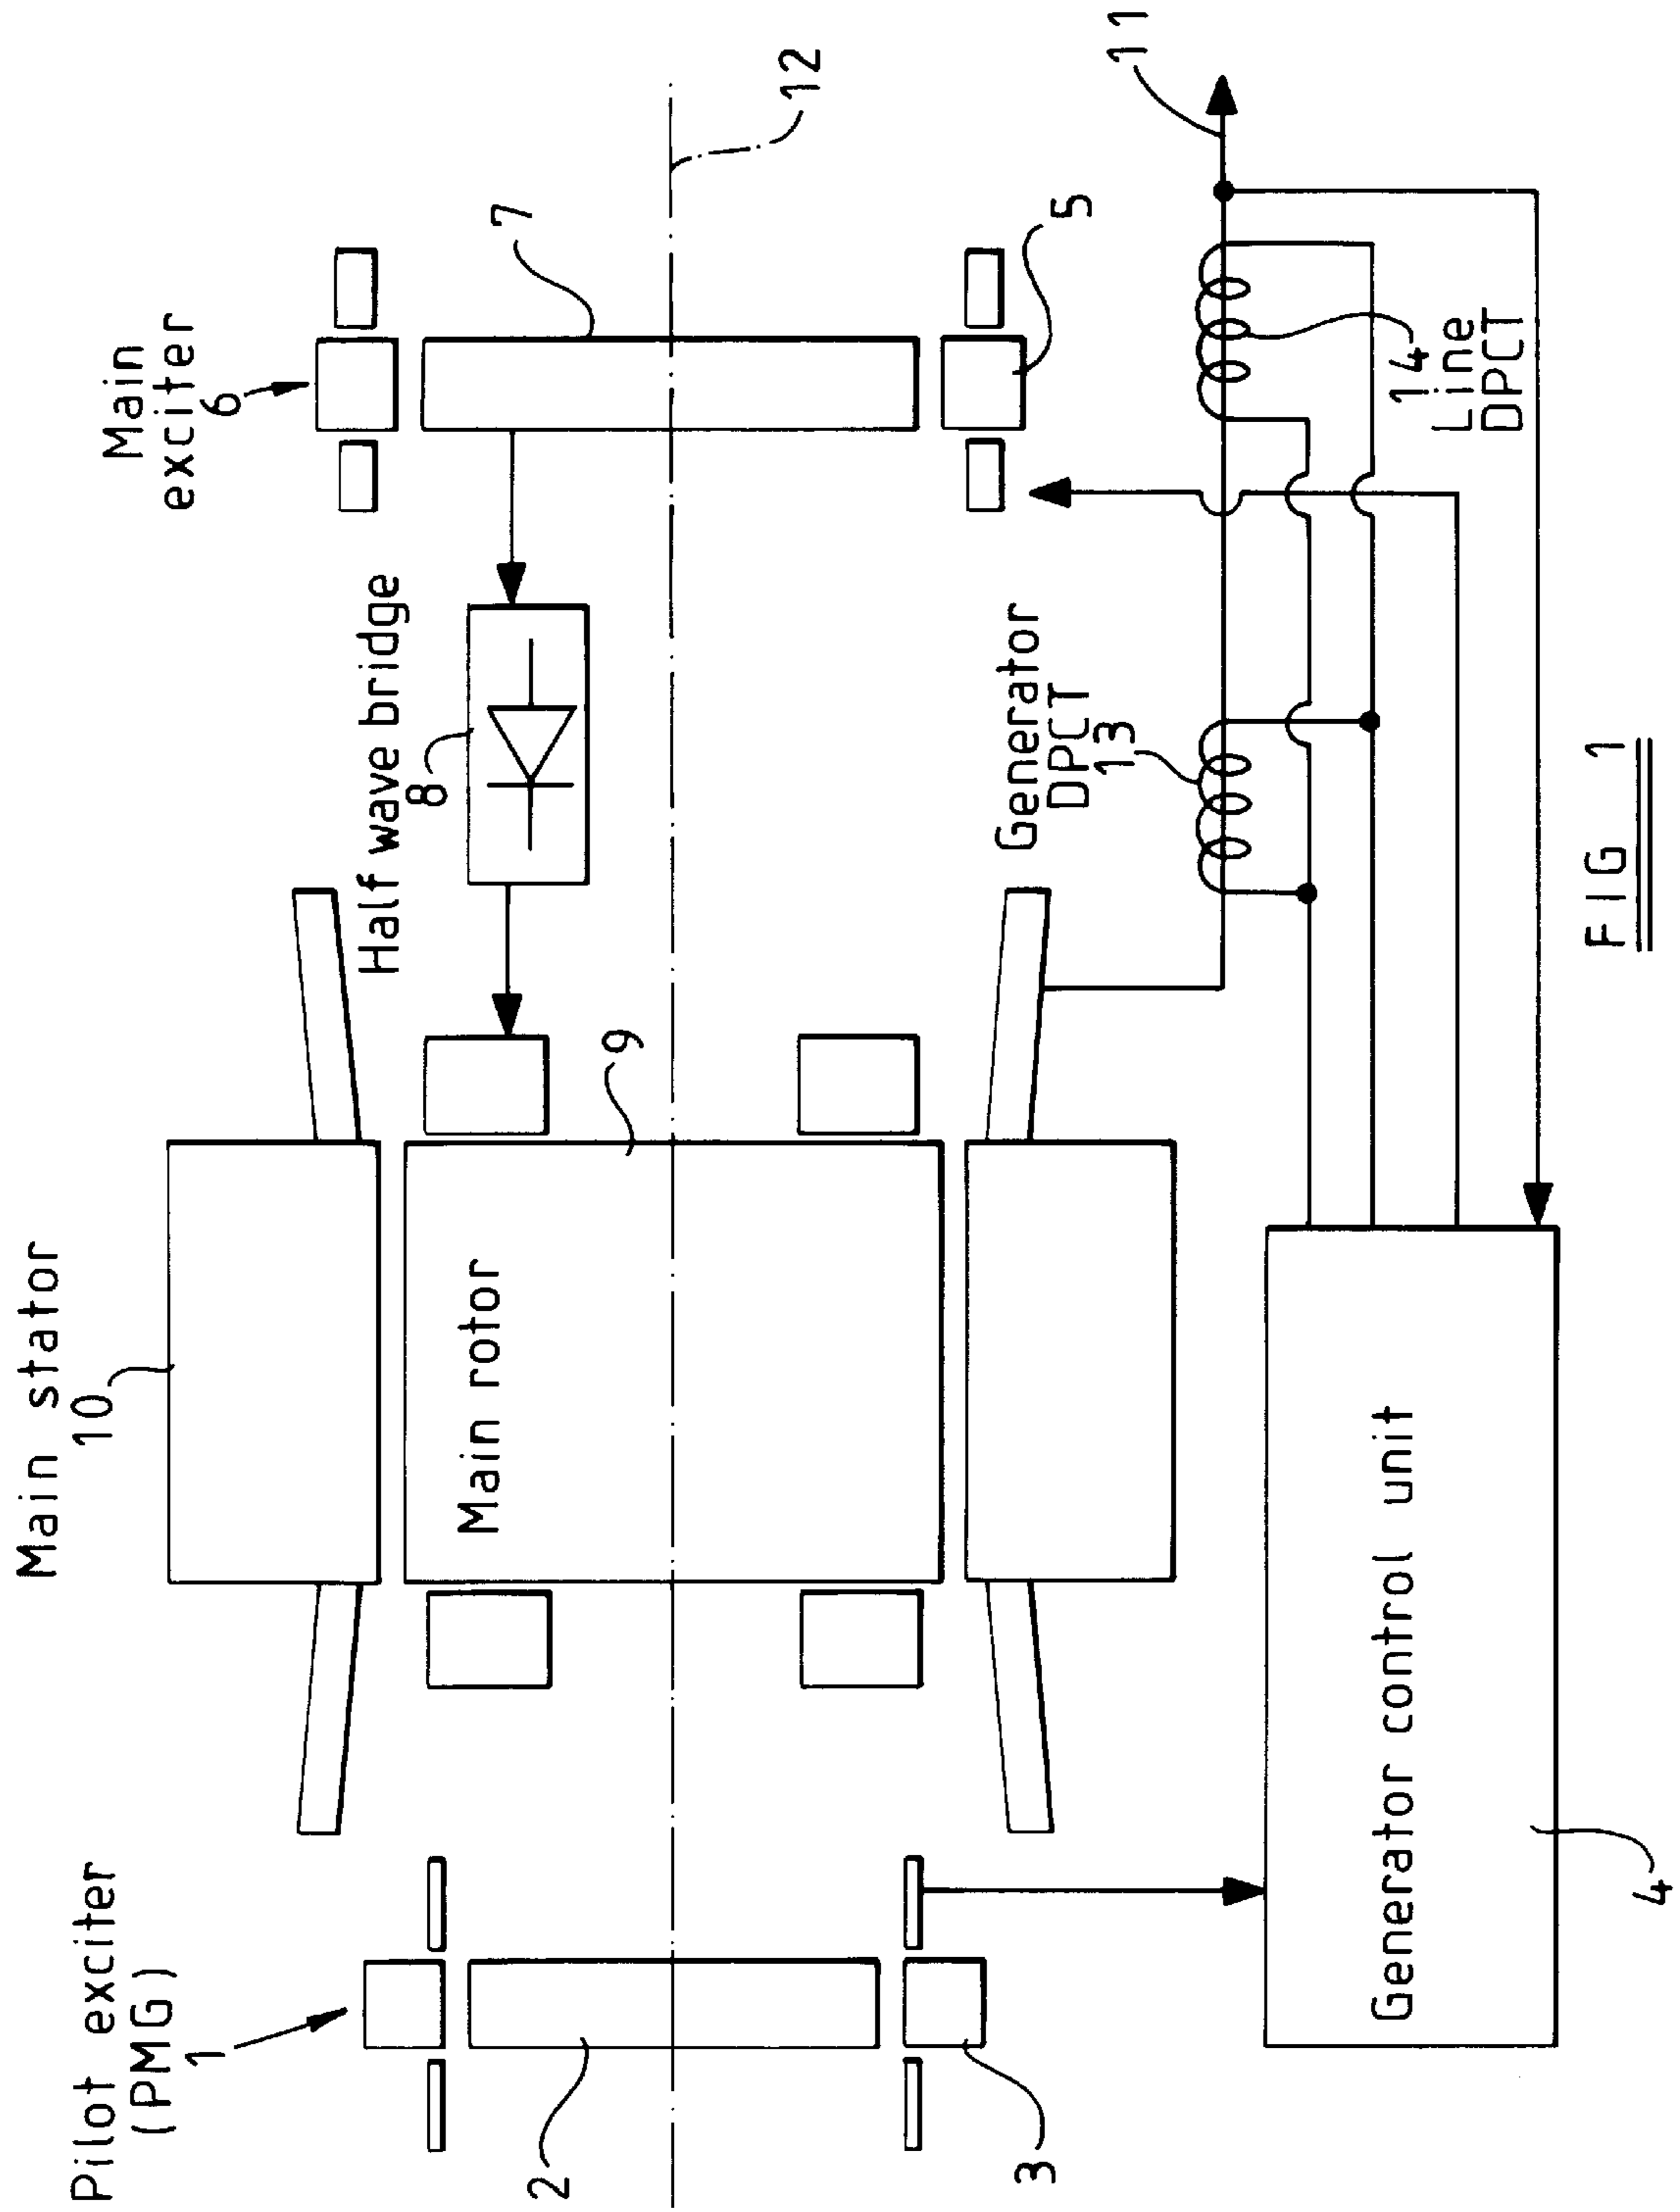 Main stator
10
Pilot exciter
(PMG)
1
Main
exciter
6
Half wave bridge
8
7
12
Main rotor
9
2
3
5
Generator
DPCT
13
11
14
Line
DPCT
Generator control unit
4
FIG 1